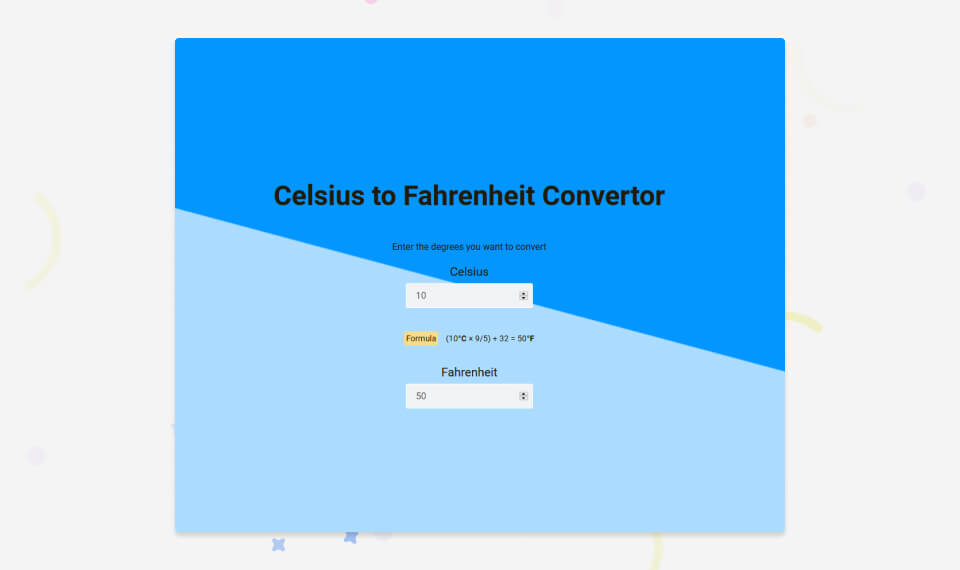 Celsius to Fahrenheit Convertor
Enter the degrees you want to convert
Celsius
10
Formula (10°C × 9/5) + 32 = 50°F
Fahrenheit
50